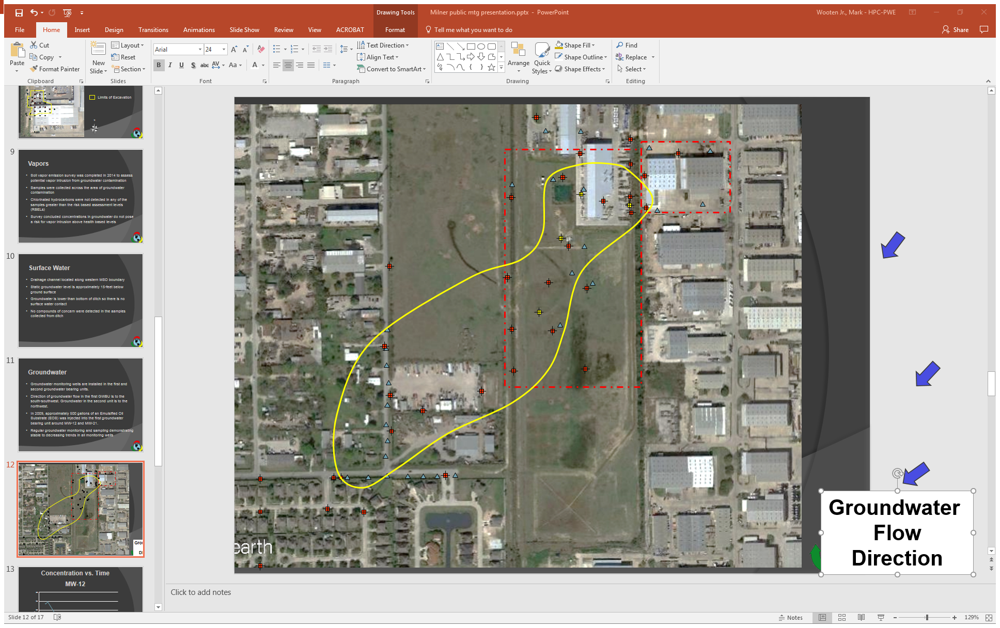 Drawing Tools
Milner public mtg presentation.pptx - PowerPoint
Wooten Jr., Mark - HPC-PWE
File
Home
Insert
Design
Transitions
Animations
Slide Show
Review
View
ACROBAT
Format
Tell me what you want to do
Share
Paste
Cut
Copy
Format Painter
Clipboard
New
Slide
Layout
Reset
Section
Slides
Arial
24
B I U S abc AV Aa A
Font
Text Direction
Align Text
Convert to SmartArt
Paragraph
Arrange
Quick
Styles
Shape Fill
Shape Outline
Shape Effects
Drawing
Find
Replace
Select
Editing
Limits of Excavation
9
Vapors
• Soil vapor emission survey was completed in 2014 to assess
potential vapor intrusion from groundwater contamination
• Samples were collected across the area of groundwater
contamination
• Chlorinated hydrocarbons were not detected in any of the
samples greater than the risk based assessment levels
(RBELs)
• Survey concluded concentrations in groundwater do not pose
a risk for vapor intrusion above health based levels
10
Surface Water
• Drainage channel located along western MSD boundary
• Static groundwater level is approximately 15-feet below
ground surface
• Groundwater is lower than bottom of ditch so there is no
surface water contact
• No compounds of concern were detected in the samples
collected from ditch
11
Groundwater
• Groundwater monitoring wells are installed in the first and
second groundwater bearing units.
• Direction of groundwater flow in the first GWBU is to the
south-southwest. Groundwater in the second unit is to the
northwest.
• In 2009, approximately 500 gallons of an Emulsified Oil
Substrate (EOS) was injected into the first groundwater
bearing unit around MW-12 and MW-21.
• Regular groundwater monitoring and sampling demonstrating
stable to decreasing trends in all monitoring wells
12
Grou
Di
13
Concentration vs. Time
MW-12
earth
Groundwater
Flow
Direction
Click to add notes
Slide 12 of 17
Notes
129%